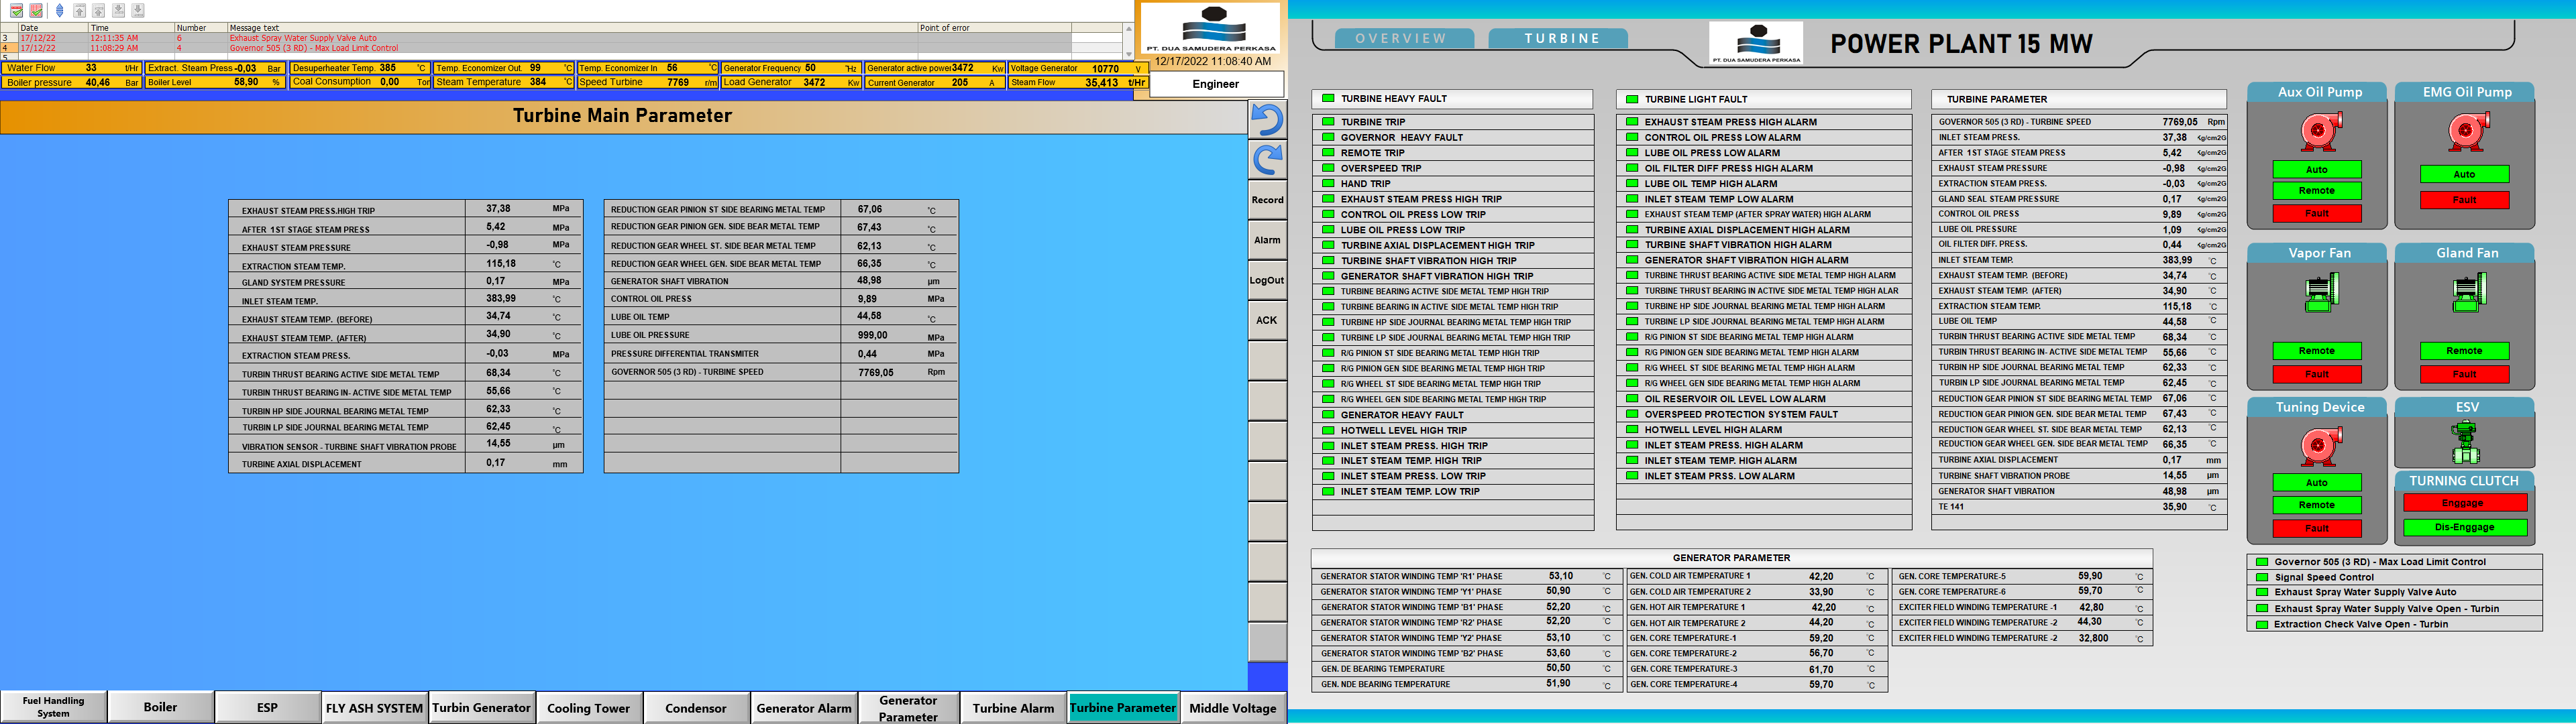 Date Time Number Message text Point of error
3 17/12/22 12:11:35 AM 6 Exhaust Spray Water Supply Valve Auto
4 17/12/22 11:08:29 AM 4 Governor 505 (3 RD) - Max Load Limit Control
5
PT. DUA SAMUDERA PERKASA
12/17/2022 11:08:40 AM
Engineer
Water Flow 33 t/Hr Extract. Steam Press -0,03 Bar Desuperheater Temp. 385 °C Temp. Economizer Out 99 °C Temp. Economizer In 56 °C Generator Frequency 50 Hz Generator active power 3472 Kw Voltage Generator 10770 V
Boiler pressure 40,46 Bar Boiler Level 58,90 % Coal Consumption 0,00 Ton Steam Temperature 384 °C Speed Turbine 7769 r/m Load Generator 3472 Kw Current Generator 205 A Steam Flow 35,413 t/Hr
Turbine Main Parameter
EXHAUST STEAM PRESS.HIGH TRIP 37,38 MPa
AFTER 1ST STAGE STEAM PRESS 5,42 MPa
EXHAUST STEAM PRESSURE -0,98 MPa
EXTRACTION STEAM TEMP. 115,18 °C
GLAND SYSTEM PRESSURE 0,17 MPa
INLET STEAM TEMP. 383,99 °C
EXHAUST STEAM TEMP. (BEFORE) 34,74 °C
EXHAUST STEAM TEMP. (AFTER) 34,90 °C
EXTRACTION STEAM PRESS. -0,03 MPa
TURBIN THRUST BEARING ACTIVE SIDE METAL TEMP 68,34 °C
TURBIN THRUST BEARING IN- ACTIVE SIDE METAL TEMP 55,66 °C
TURBIN HP SIDE JOURNAL BEARING METAL TEMP 62,33 °C
TURBIN LP SIDE JOURNAL BEARING METAL TEMP 62,45 °C
VIBRATION SENSOR - TURBINE SHAFT VIBRATION PROBE 14,55 µm
TURBINE AXIAL DISPLACEMENT 0,17 mm
REDUCTION GEAR PINION ST SIDE BEARING METAL TEMP 67,06 °C
REDUCTION GEAR PINION GEN. SIDE BEAR METAL TEMP 67,43 °C
REDUCTION GEAR WHEEL ST. SIDE BEAR METAL TEMP 62,13 °C
REDUCTION GEAR WHEEL GEN. SIDE BEAR METAL TEMP 66,35 °C
GENERATOR SHAFT VIBRATION 48,98 µm
CONTROL OIL PRESS 9,89 MPa
LUBE OIL TEMP 44,58 °C
LUBE OIL PRESSURE 999,00 MPa
PRESSURE DIFFERENTIAL TRANSMITER 0,44 MPa
GOVERNOR 505 (3 RD) - TURBINE SPEED 7769,05 Rpm
Record
Alarm
LogOut
ACK
Fuel Handling System
Boiler
ESP
FLY ASH SYSTEM
Turbin Generator
Cooling Tower
Condensor
Generator Alarm
Generator Parameter
Turbine Alarm
Turbine Parameter
Middle Voltage
OVERVIEW
TURBINE
PT. DUA SAMUDERA PERKASA
POWER PLANT 15 MW
TURBINE HEAVY FAULT
TURBINE TRIP
GOVERNOR HEAVY FAULT
REMOTE TRIP
OVERSPEED TRIP
HAND TRIP
EXHAUST STEAM PRESS HIGH TRIP
CONTROL OIL PRESS LOW TRIP
LUBE OIL PRESS LOW TRIP
TURBINE AXIAL DISPLACEMENT HIGH TRIP
TURBINE SHAFT VIBRATION HIGH TRIP
GENERATOR SHAFT VIBRATION HIGH TRIP
TURBINE BEARING ACTIVE SIDE METAL TEMP HIGH TRIP
TURBINE BEARING IN ACTIVE SIDE METAL TEMP HIGH TRIP
TURBINE HP SIDE JOURNAL BEARING METAL TEMP HIGH TRIP
TURBINE LP SIDE JOURNAL BEARING METAL TEMP HIGH TRIP
R/G PINION ST SIDE BEARING METAL TEMP HIGH TRIP
R/G PINION GEN SIDE BEARING METAL TEMP HIGH TRIP
R/G WHEEL ST SIDE BEARING METAL TEMP HIGH TRIP
R/G WHEEL GEN SIDE BEARING METAL TEMP HIGH TRIP
GENERATOR HEAVY FAULT
HOTWELL LEVEL HIGH TRIP
INLET STEAM PRESS. HIGH TRIP
INLET STEAM TEMP. HIGH TRIP
INLET STEAM PRESS. LOW TRIP
INLET STEAM TEMP. LOW TRIP
TURBINE LIGHT FAULT
EXHAUST STEAM PRESS HIGH ALARM
CONTROL OIL PRESS LOW ALARM
LUBE OIL PRESS LOW ALARM
OIL FILTER DIFF PRESS HIGH ALARM
LUBE OIL TEMP HIGH ALARM
INLET STEAM TEMP LOW ALARM
EXHAUST STEAM TEMP (AFTER SPRAY WATER) HIGH ALARM
TURBINE AXIAL DISPLACEMENT HIGH ALARM
TURBINE SHAFT VIBRATION HIGH ALARM
GENERATOR SHAFT VIBRATION HIGH ALARM
TURBINE THRUST BEARING ACTIVE SIDE METAL TEMP HIGH ALARM
TURBINE THRUST BEARING IN ACTIVE SIDE METAL TEMP HIGH ALAR
TURBINE HP SIDE JOURNAL BEARING METAL TEMP HIGH ALARM
TURBINE LP SIDE JOURNAL BEARING METAL TEMP HIGH ALARM
R/G PINION ST SIDE BEARING METAL TEMP HIGH ALARM
R/G PINION GEN SIDE BEARING METAL TEMP HIGH ALARM
R/G WHEEL ST SIDE BEARING METAL TEMP HIGH ALARM
R/G WHEEL GEN SIDE BEARING METAL TEMP HIGH ALARM
OIL RESERVOIR OIL LEVEL LOW ALARM
OVERSPEED PROTECTION SYSTEM FAULT
HOTWELL LEVEL HIGH ALARM
INLET STEAM PRESS. HIGH ALARM
INLET STEAM TEMP. HIGH ALARM
INLET STEAM PRSS. LOW ALARM
TURBINE PARAMETER
GOVERNOR 505 (3 RD) - TURBINE SPEED 7769,05 Rpm
INLET STEAM PRESS. 37,38 Kg/cm2G
AFTER 1ST STAGE STEAM PRESS 5,42 Kg/cm2G
EXHAUST STEAM PRESSURE -0,98 Kg/cm2G
EXTRACTION STEAM PRESS. -0,03 Kg/cm2G
GLAND SEAL STEAM PRESSURE 0,17 Kg/cm2G
CONTROL OIL PRESS 9,89 Kg/cm2G
LUBE OIL PRESSURE 1,09 Kg/cm2G
OIL FILTER DIFF. PRESS. 0,44 Kg/cm2G
INLET STEAM TEMP. 383,99 °C
EXHAUST STEAM TEMP. (BEFORE) 34,74 °C
EXHAUST STEAM TEMP. (AFTER) 34,90 °C
EXTRACTION STEAM TEMP. 115,18 °C
LUBE OIL TEMP 44,58 °C
TURBIN THRUST BEARING ACTIVE SIDE METAL TEMP 68,34 °C
TURBIN THRUST BEARING IN- ACTIVE SIDE METAL TEMP 55,66 °C
TURBIN HP SIDE JOURNAL BEARING METAL TEMP 62,33 °C
TURBIN LP SIDE JOURNAL BEARING METAL TEMP 62,45 °C
REDUCTION GEAR PINION ST SIDE BEARING METAL TEMP 67,06 °C
REDUCTION GEAR PINION GEN. SIDE BEAR METAL TEMP 67,43 °C
REDUCTION GEAR WHEEL ST. SIDE BEAR METAL TEMP 62,13 °C
REDUCTION GEAR WHEEL GEN. SIDE BEAR METAL TEMP 66,35 °C
TURBINE AXIAL DISPLACEMENT 0,17 mm
TURBINE SHAFT VIBRATION PROBE 14,55 µm
GENERATOR SHAFT VIBRATION 48,98 µm
TE 141 35,90 °C
GENERATOR PARAMETER
GENERATOR STATOR WINDING TEMP 'R1' PHASE 53,10 °C
GENERATOR STATOR WINDING TEMP 'Y1' PHASE 50,90 °C
GENERATOR STATOR WINDING TEMP 'B1' PHASE 52,20 °C
GENERATOR STATOR WINDING TEMP 'R2' PHASE 52,20 °C
GENERATOR STATOR WINDING TEMP 'Y2' PHASE 53,10 °C
GENERATOR STATOR WINDING TEMP 'B2' PHASE 53,60 °C
GEN. DE BEARING TEMPERATURE 50,50 °C
GEN. NDE BEARING TEMPERATURE 51,90 °C
GEN. COLD AIR TEMPERATURE 1 42,20 °C
GEN. COLD AIR TEMPERATURE 2 33,90 °C
GEN. HOT AIR TEMPERATURE 1 42,20 °C
GEN. HOT AIR TEMPERATURE 2 44,20 °C
GEN. CORE TEMPERATURE-1 59,20 °C
GEN. CORE TEMPERATURE-2 56,70 °C
GEN. CORE TEMPERATURE-3 61,70 °C
GEN. CORE TEMPERATURE-4 59,70 °C
GEN. CORE TEMPERATURE-5 59,90 °C
GEN. CORE TEMPERATURE-6 59,70 °C
EXCITER FIELD WINDING TEMPERATURE -1 42,80 °C
EXCITER FIELD WINDING TEMPERATURE -2 44,30 °C
EXCITER FIELD WINDING TEMPERATURE -2 32,800 °C
Aux Oil Pump
Auto
Remote
Fault
EMG Oil Pump
Auto
Fault
Vapor Fan
Remote
Fault
Gland Fan
Remote
Fault
Tuning Device
Auto
Remote
Fault
ESV
TURNING CLUTCH
Enggage
Dis-Enggage
Governor 505 (3 RD) - Max Load Limit Control
Signal Speed Control
Exhaust Spray Water Supply Valve Auto
Exhaust Spray Water Supply Valve Open - Turbin
Extraction Check Valve Open - Turbin